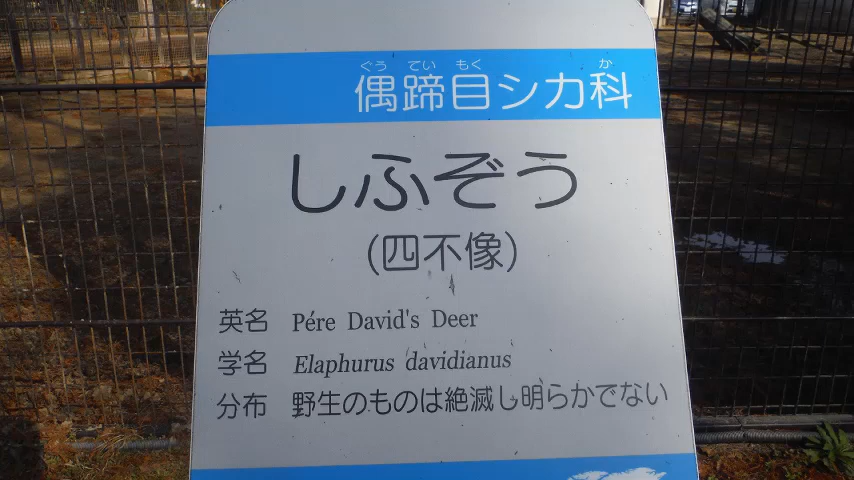 ぐう てい もく か
偶蹄目シカ科
しふぞう
(四不像)
英名 Pére David's Deer
学名 Elaphurus davidianus
分布 野生のものは絶滅し明らかでない